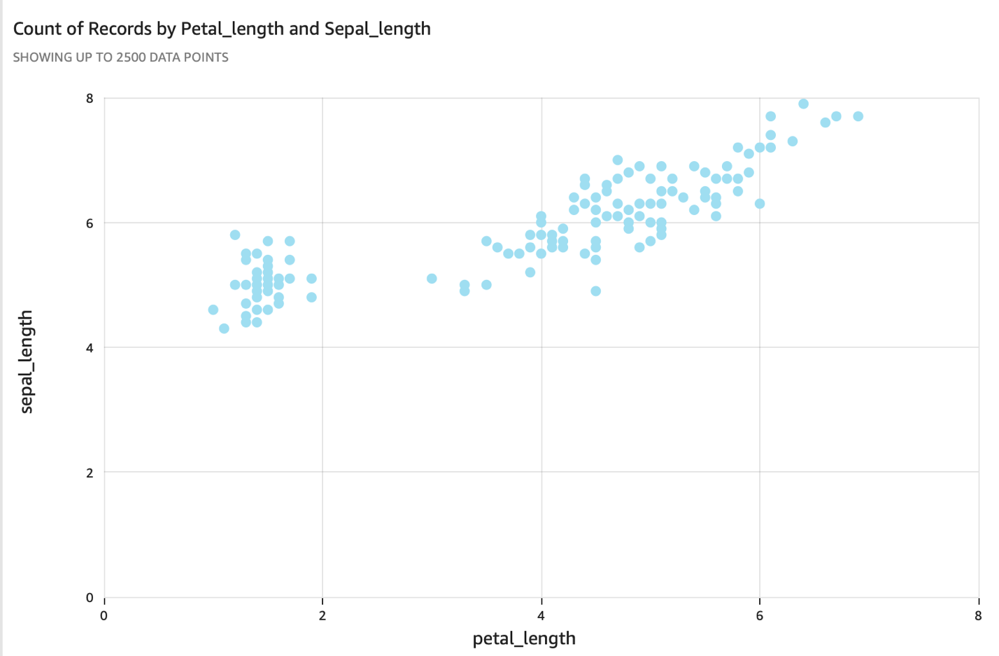 Count of Records by Petal_length and Sepal_length
SHOWING UP TO 2500 DATA POINTS
8
6
4
2
0
sepal_length
0 2 4 6 8
petal_length